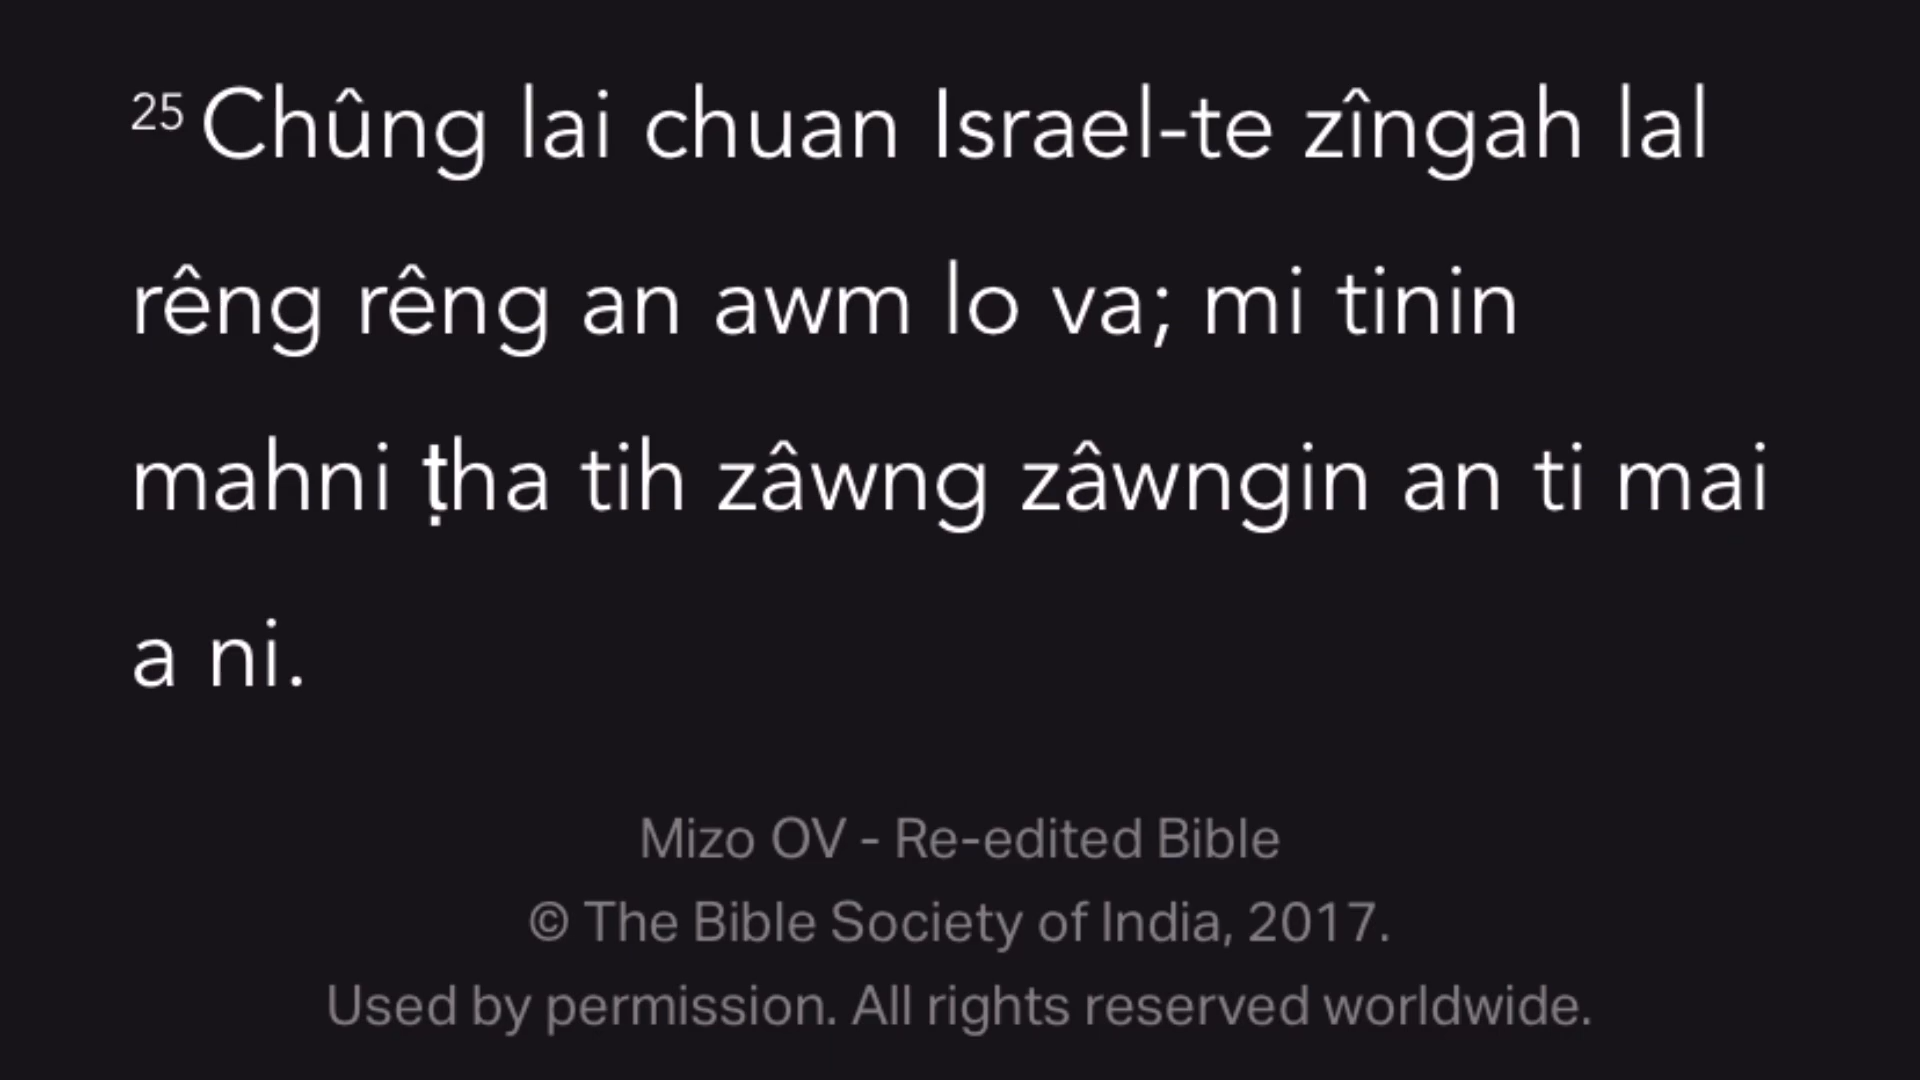 25 Chûng lai chuan Israel-te zîngah lal
rêng rêng an awm lo va; mi tinin
mahni ṭha tih zâwng zâwngin an ti mai
a ni.
Mizo OV - Re-edited Bible
© The Bible Society of India, 2017.
Used by permission. All rights reserved worldwide.